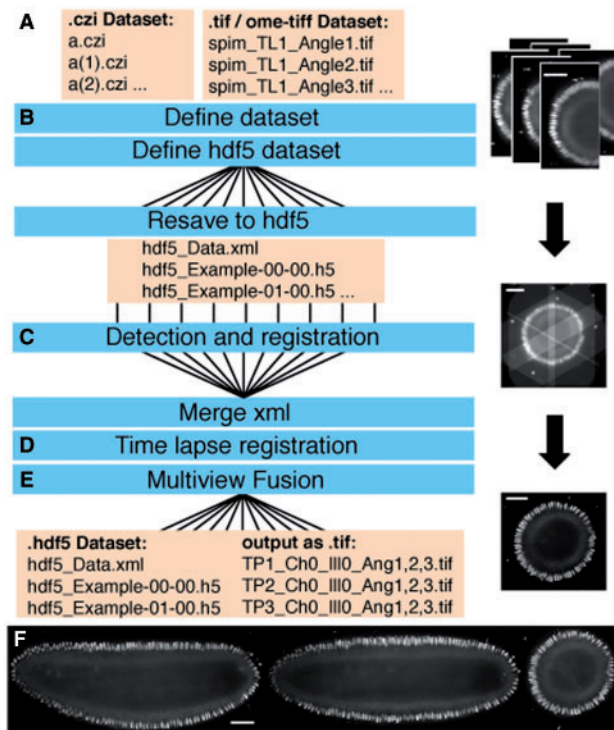 A
.czi Dataset:
a.czi
a(1).czi
a(2).czi ...
.tif / ome-tiff Dataset:
spim_TL1_Angle1.tif
spim_TL1_Angle2.tif
spim_TL1_Angle3.tif ...
B Define dataset
Define hdf5 dataset
Resave to hdf5
hdf5_Data.xml
hdf5_Example-00-00.h5
hdf5_Example-01-00.h5 ...
C Detection and registration
Merge xml
D Time lapse registration
E Multiview Fusion
.hdf5 Dataset:
hdf5_Data.xml
hdf5_Example-00-00.h5
hdf5_Example-01-00.h5
output as .tif:
TP1_Ch0_Ill0_Ang1,2,3.tif
TP2_Ch0_Ill0_Ang1,2,3.tif
TP3_Ch0_Ill0_Ang1,2,3.tif
F